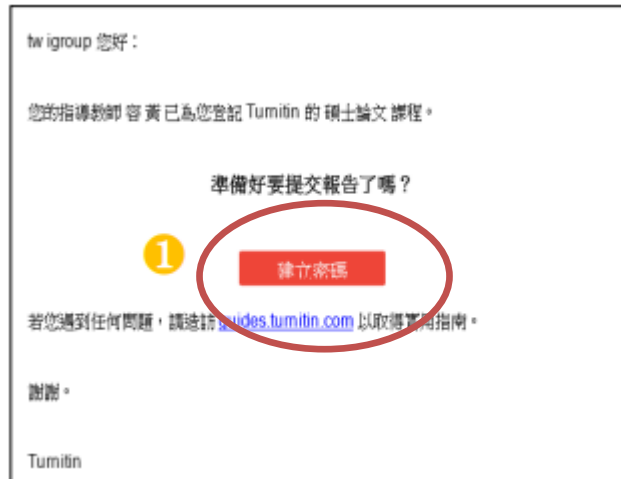 tw igroup 您好：
您的指導教師 容 黃 已為您登記 Turnitin 的 碩士論文 課程。
準備好要提交報告了嗎？
1
建立密碼
若您遇到任何問題，請造訪 guides.turnitin.com 以取得實用指南。
謝謝。
Turnitin